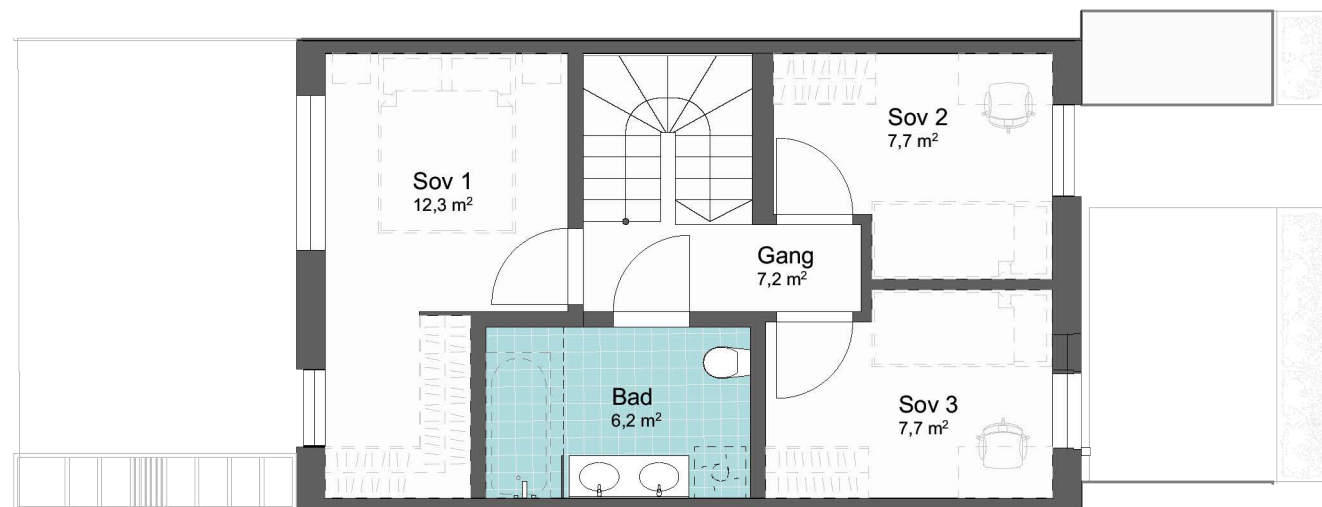 Sov 1
12,3 m²
Sov 2
7,7 m²
Gang
7,2 m²
Bad
6,2 m²
Sov 3
7,7 m²